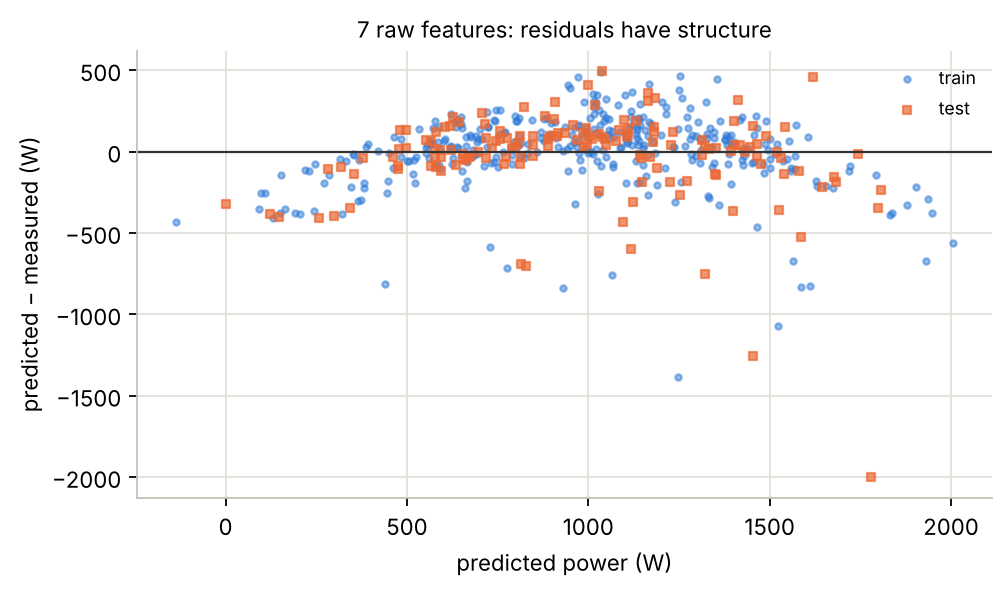 7 raw features: residuals have structure
train
test
500
0
−500
−1000
−1500
−2000
predicted − measured (W)
0
500
1000
1500
2000
predicted power (W)